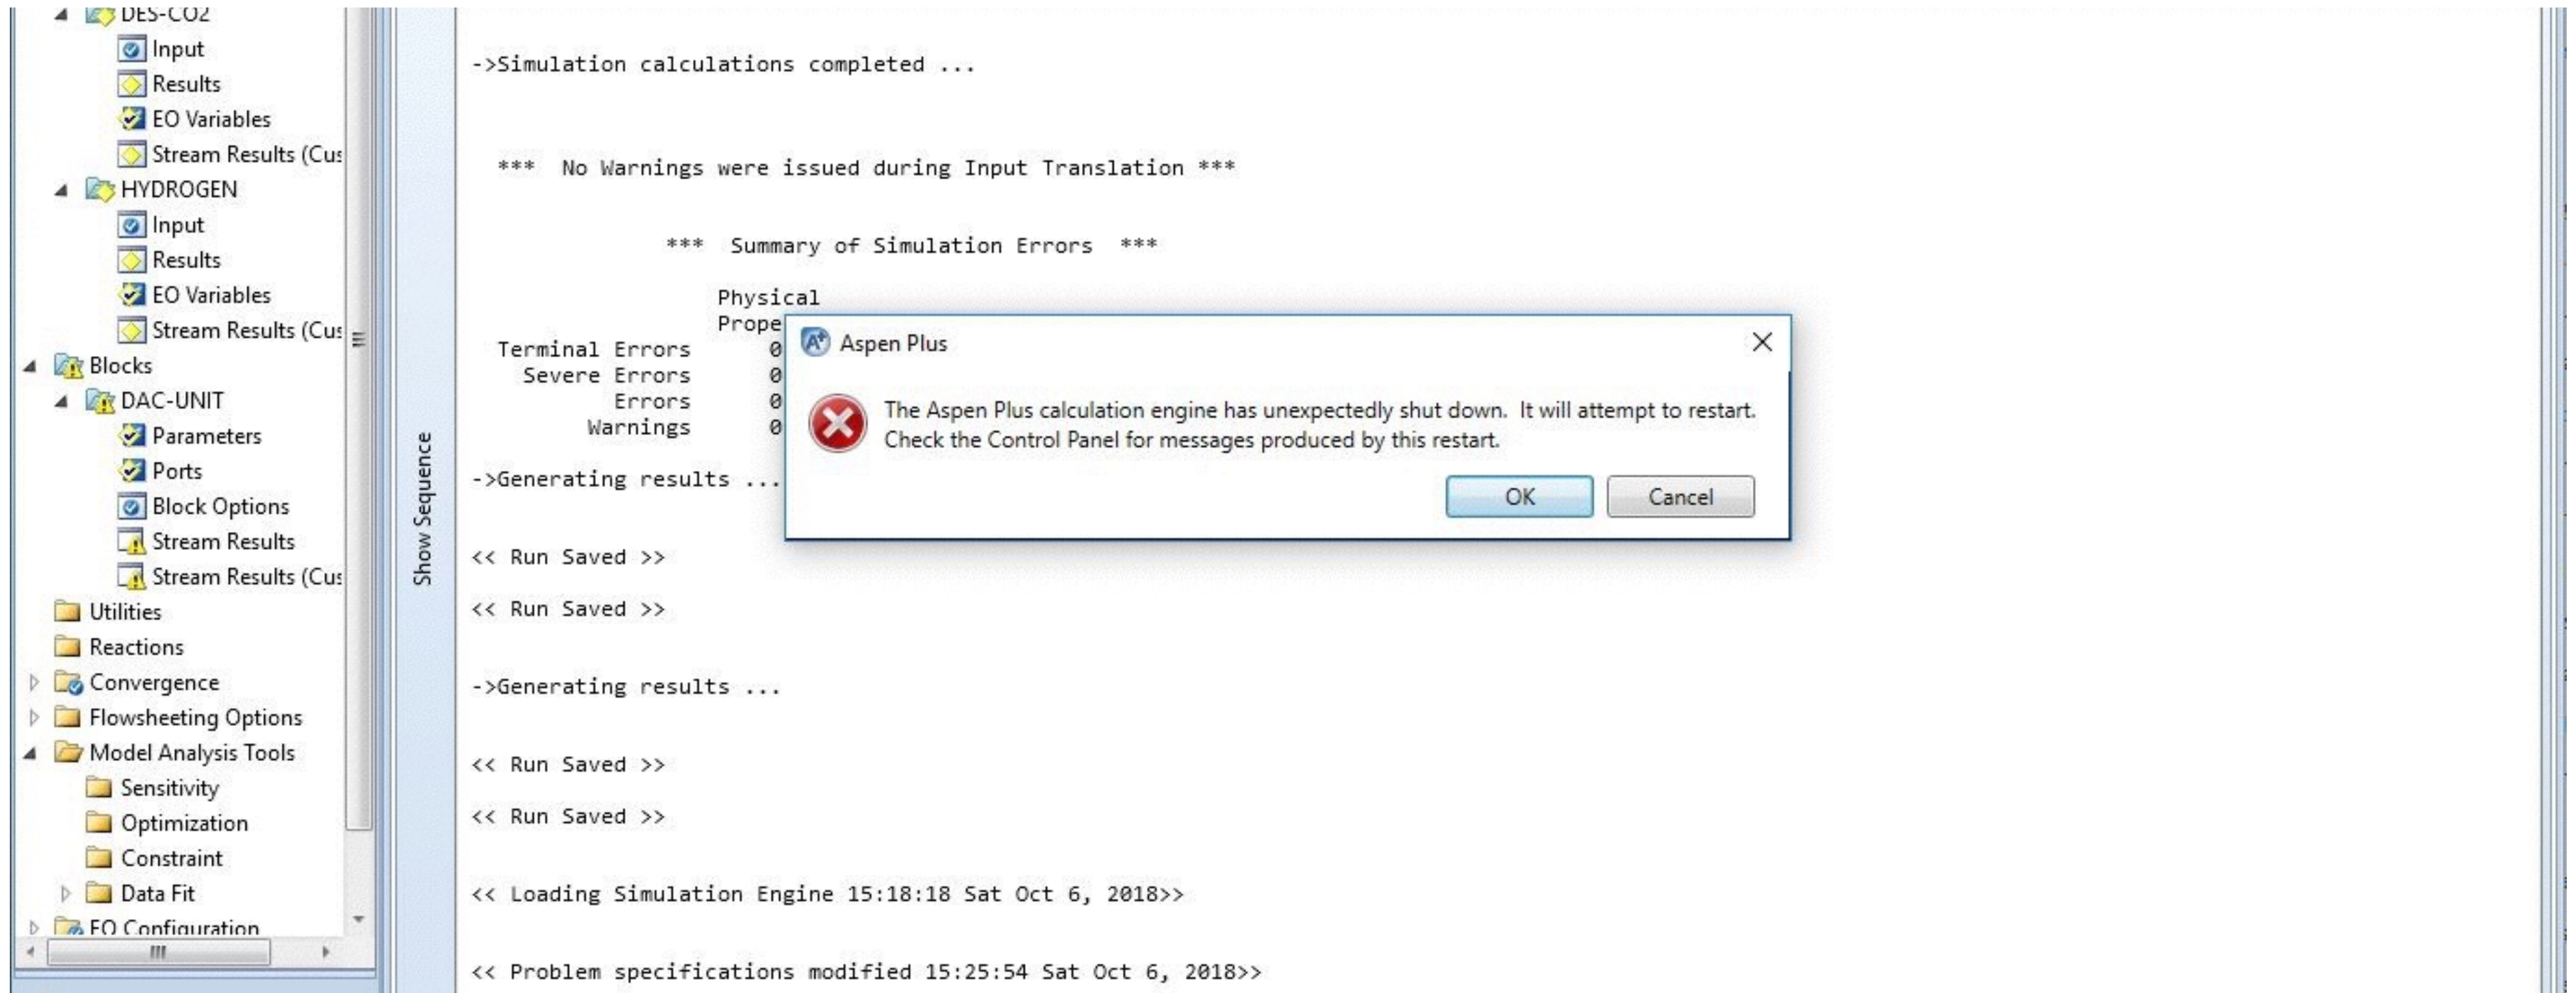 DES-CO2
Input
Results
EO Variables
Stream Results (Cus
HYDROGEN
Input
Results
EO Variables
Stream Results (Cus
Blocks
DAC-UNIT
Parameters
Ports
Block Options
Stream Results
Stream Results (Cus
Utilities
Reactions
Convergence
Flowsheeting Options
Model Analysis Tools
Sensitivity
Optimization
Constraint
Data Fit
EO Configuration
Show Sequence
->Simulation calculations completed ...
*** No Warnings were issued during Input Translation ***
*** Summary of Simulation Errors ***
Physical
Prope
Terminal Errors 0
Severe Errors 0
Errors 0
Warnings 0
->Generating results ...
<< Run Saved >>
<< Run Saved >>
->Generating results ...
<< Run Saved >>
<< Run Saved >>
<< Loading Simulation Engine 15:18:18 Sat Oct 6, 2018>>
<< Problem specifications modified 15:25:54 Sat Oct 6, 2018>>
Aspen Plus
The Aspen Plus calculation engine has unexpectedly shut down. It will attempt to restart.
Check the Control Panel for messages produced by this restart.
OK
Cancel